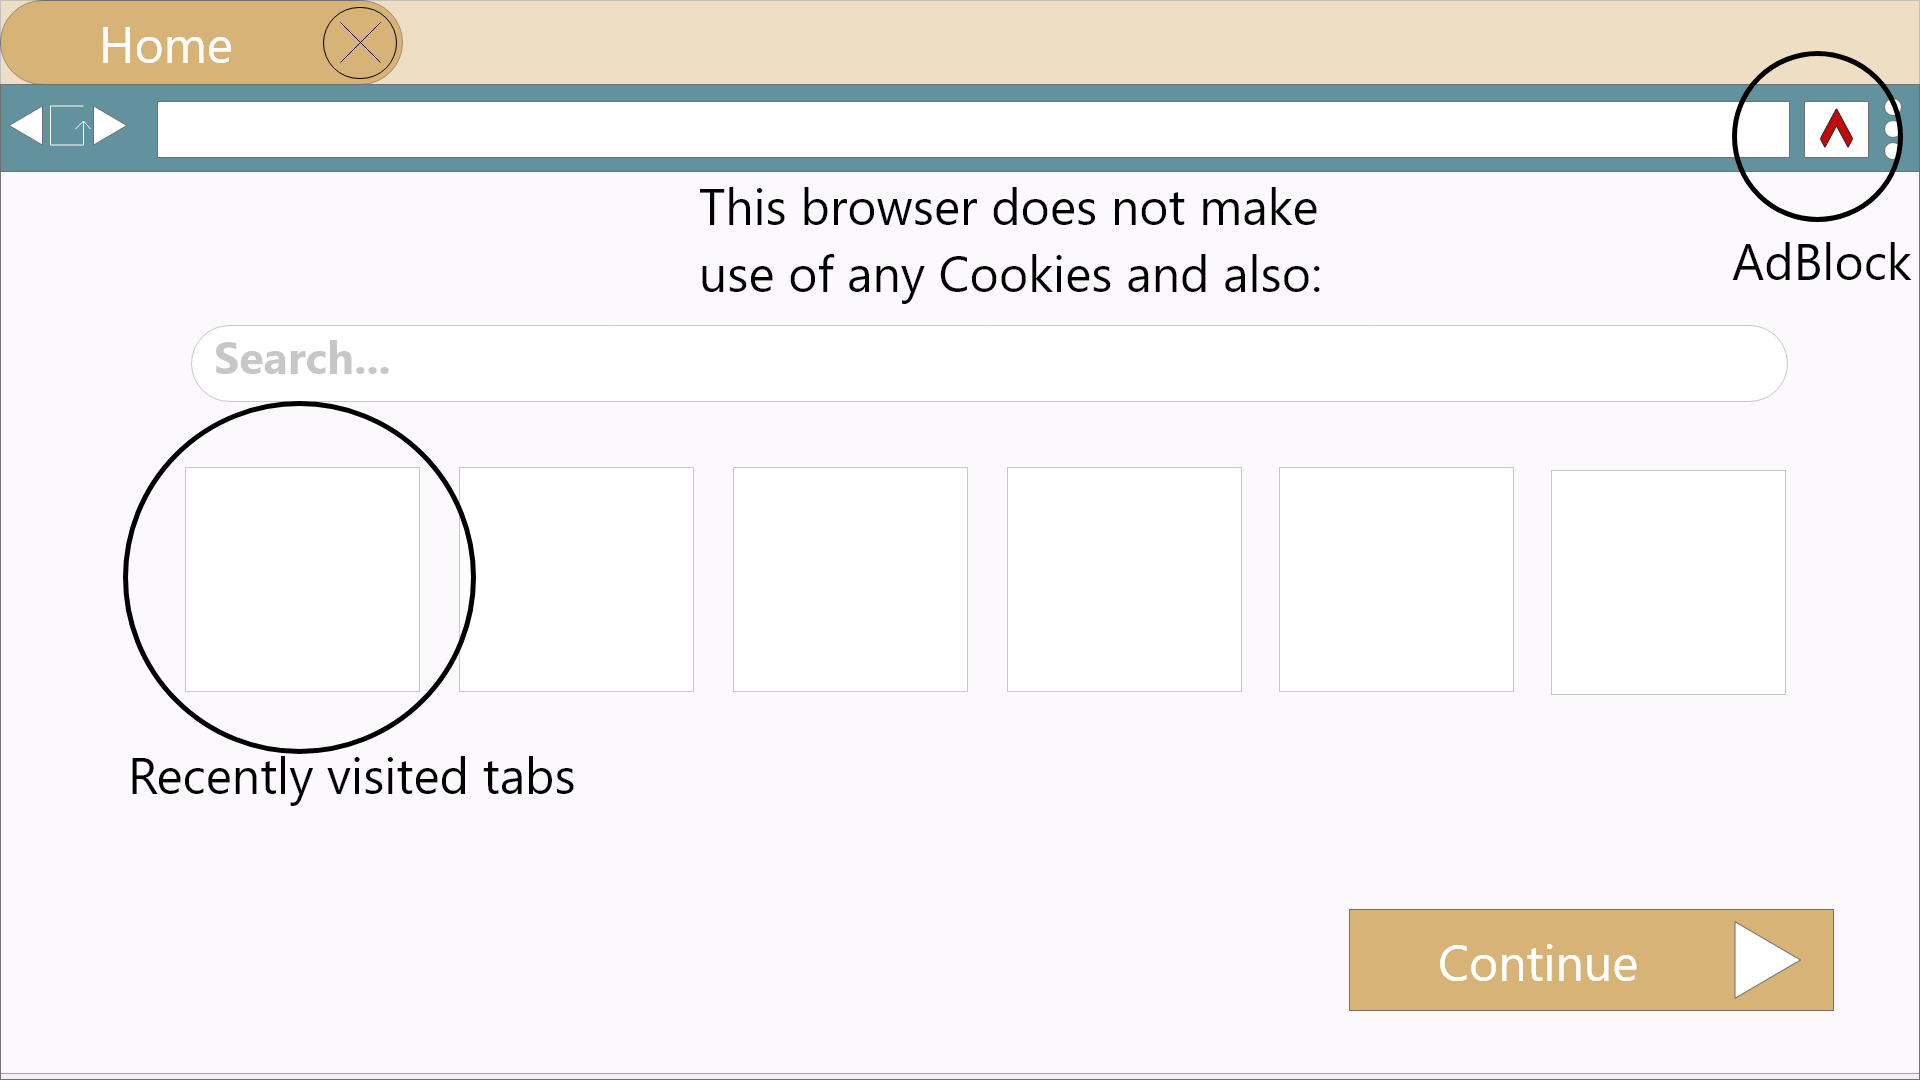 Home
This browser does not make
use of any Cookies and also:
AdBlock
Search...
Recently visited tabs
Continue